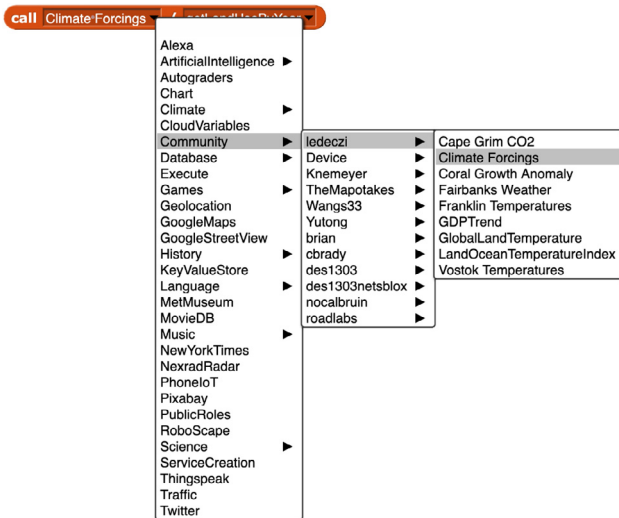 call Climate Forcings / getLandUseByYear
Alexa
ArtificialIntelligence
Autograders
Chart
Climate
CloudVariables
Community
Database
Execute
Games
Geolocation
GoogleMaps
GoogleStreetView
History
KeyValueStore
Language
MetMuseum
MovieDB
Music
NewYorkTimes
NexradRadar
PhoneIoT
Pixabay
PublicRoles
RoboScape
Science
ServiceCreation
Thingspeak
Traffic
Twitter
ledeczi
Device
Knemeyer
TheMapotakes
Wangs33
Yutong
brian
cbrady
des1303
des1303netsblox
nocalbruin
roadlabs
Cape Grim CO2
Climate Forcings
Coral Growth Anomaly
Fairbanks Weather
Franklin Temperatures
GDPTrend
GlobalLandTemperature
LandOceanTemperatureIndex
Vostok Temperatures